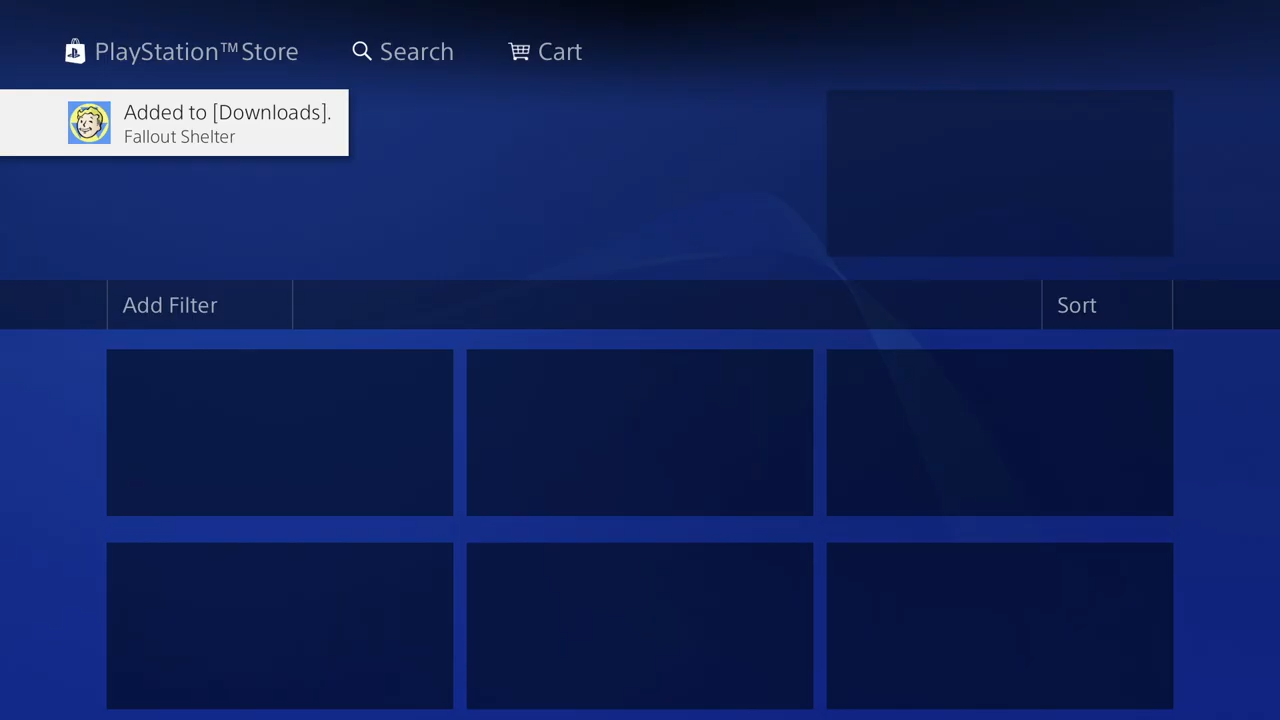 PlayStation™Store
Search
Cart
Added to [Downloads].
Fallout Shelter
Add Filter
Sort